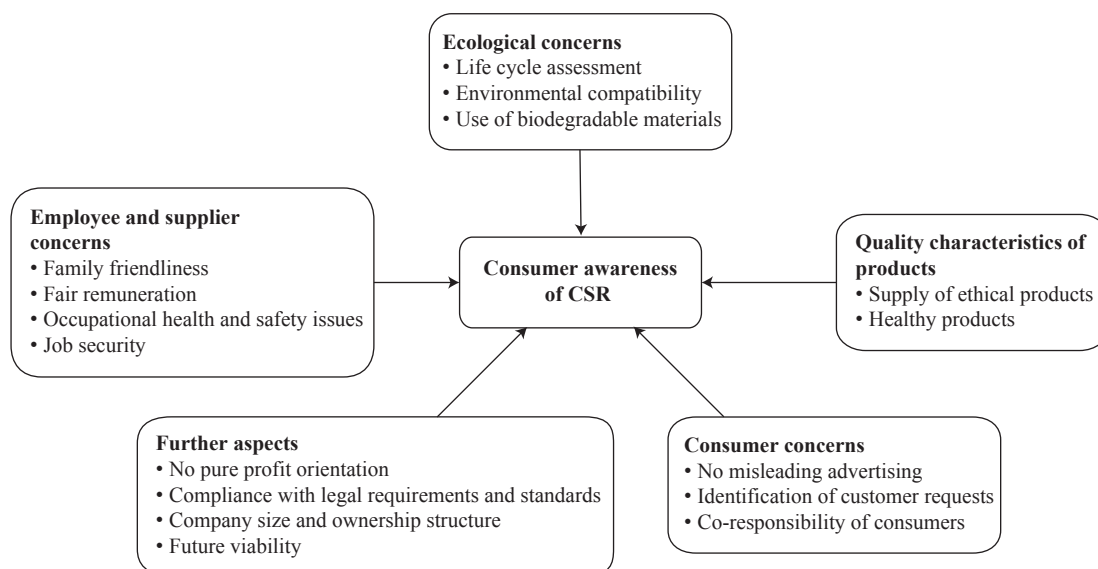 Ecological concerns
• Life cycle assessment
• Environmental compatibility
• Use of biodegradable materials
Employee and supplier
concerns
• Family friendliness
• Fair remuneration
• Occupational health and safety issues
• Job security
Consumer awareness
of CSR
Quality characteristics of
products
• Supply of ethical products
• Healthy products
Further aspects
• No pure profit orientation
• Compliance with legal requirements and standards
• Company size and ownership structure
• Future viability
Consumer concerns
• No misleading advertising
• Identification of customer requests
• Co-responsibility of consumers